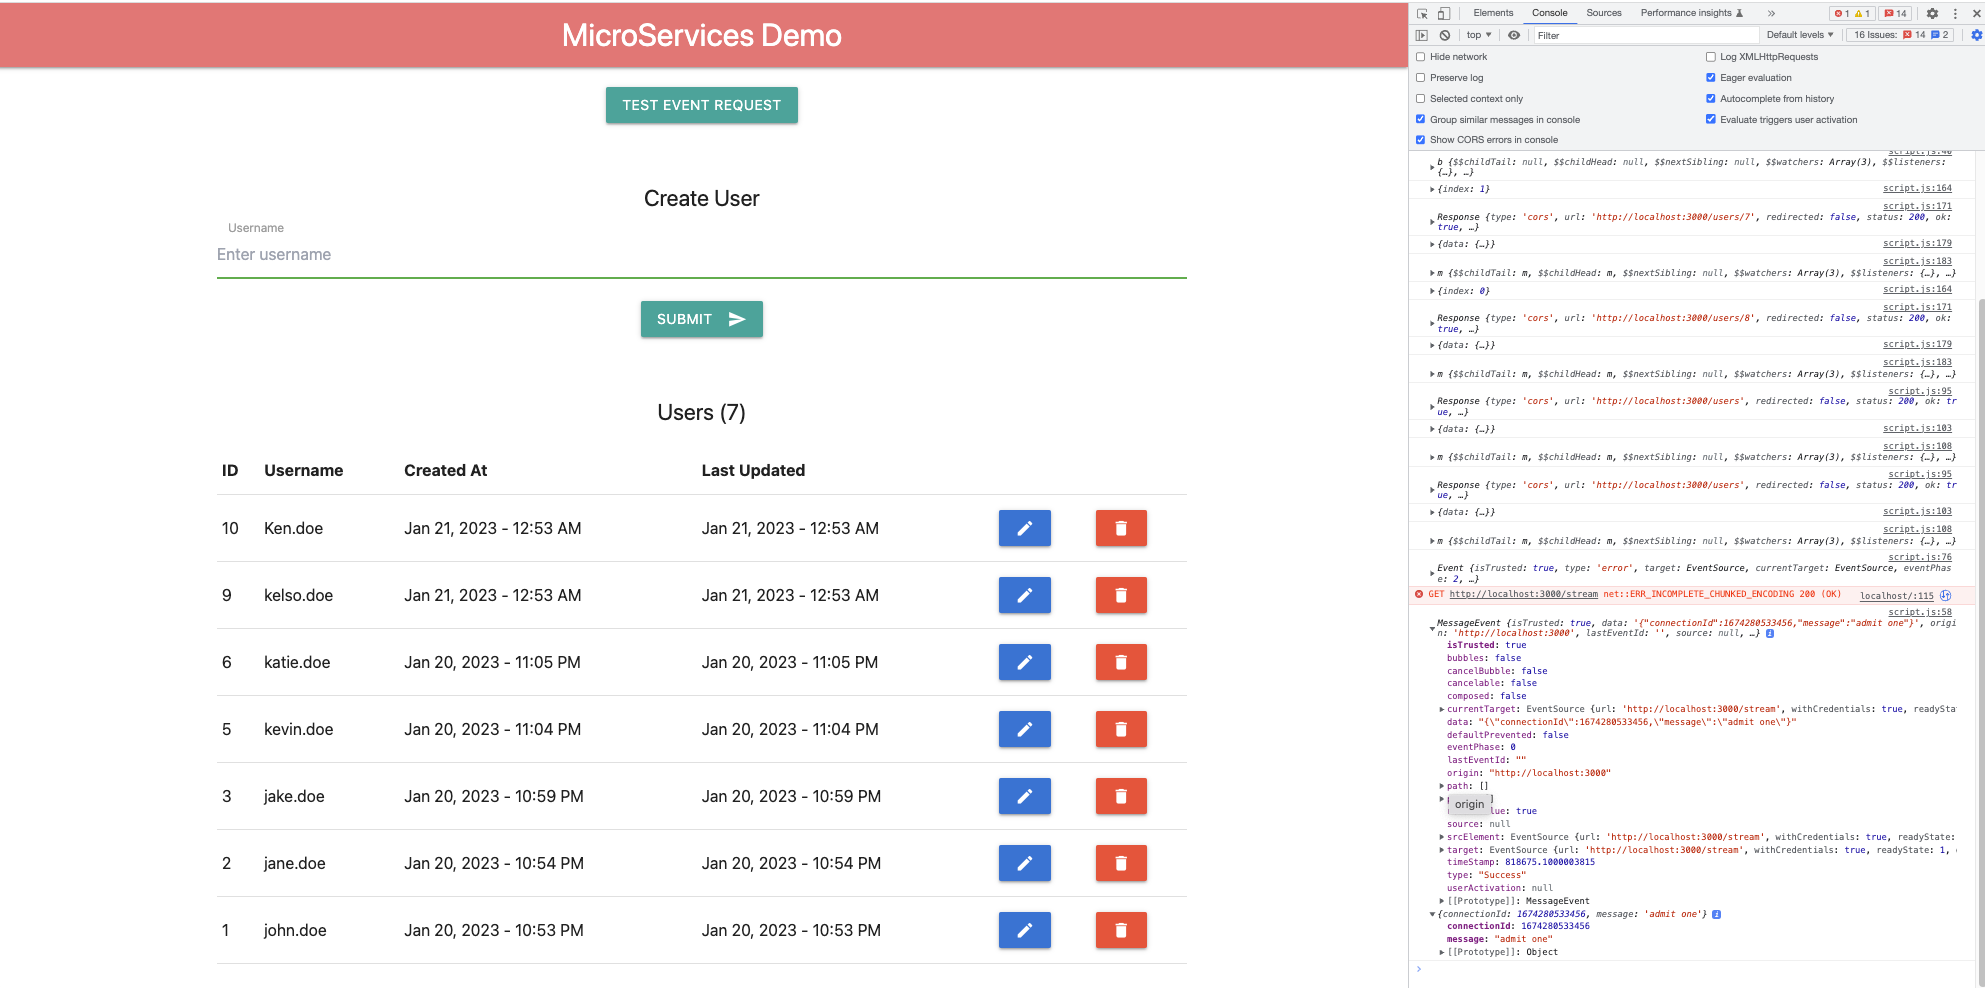 MicroServices Demo
TEST EVENT REQUEST
Create User
Username
Enter username
SUBMIT
Users (7)
ID Username Created At Last Updated
10 Ken.doe Jan 21, 2023 - 12:53 AM Jan 21, 2023 - 12:53 AM
9 kelso.doe Jan 21, 2023 - 12:53 AM Jan 21, 2023 - 12:53 AM
6 katie.doe Jan 20, 2023 - 11:05 PM Jan 20, 2023 - 11:05 PM
5 kevin.doe Jan 20, 2023 - 11:04 PM Jan 20, 2023 - 11:04 PM
3 jake.doe Jan 20, 2023 - 10:59 PM Jan 20, 2023 - 10:59 PM
2 jane.doe Jan 20, 2023 - 10:54 PM Jan 20, 2023 - 10:54 PM
1 john.doe Jan 20, 2023 - 10:53 PM Jan 20, 2023 - 10:53 PM
Elements Console Sources Performance insights » 1 1 14
top Filter Default levels 16 Issues: 14 2
Hide network Log XMLHttpRequests
Preserve log Eager evaluation
Selected context only Autocomplete from history
Group similar messages in console Evaluate triggers user activation
Show CORS errors in console
b {$$childTail: null, $$childHead: null, $$nextSibling: null, $$watchers: Array(3), $$listeners:
{…}, …}
{index: 1} script.js:164
script.js:171
Response {type: 'cors', url: 'http://localhost:3000/users/7', redirected: false, status: 200, ok:
true, …}
{data: {…}} script.js:179
script.js:183
m {$$childTail: m, $$childHead: m, $$nextSibling: null, $$watchers: Array(3), $$listeners: {…}, …}
{index: 0} script.js:164
script.js:171
Response {type: 'cors', url: 'http://localhost:3000/users/8', redirected: false, status: 200, ok:
true, …}
{data: {…}} script.js:179
script.js:183
m {$$childTail: m, $$childHead: m, $$nextSibling: null, $$watchers: Array(3), $$listeners: {…}, …}
script.js:95
Response {type: 'cors', url: 'http://localhost:3000/users', redirected: false, status: 200, ok: tr
ue, …}
{data: {…}} script.js:103
script.js:108
m {$$childTail: m, $$childHead: m, $$nextSibling: null, $$watchers: Array(3), $$listeners: {…}, …}
script.js:95
Response {type: 'cors', url: 'http://localhost:3000/users', redirected: false, status: 200, ok: tr
ue, …}
{data: {…}} script.js:103
script.js:108
m {$$childTail: m, $$childHead: m, $$nextSibling: null, $$watchers: Array(3), $$listeners: {…}, …}
script.js:76
Event {isTrusted: true, type: 'error', target: EventSource, currentTarget: EventSource, eventPhas
e: 2, …}
GET http://localhost:3000/stream net::ERR_INCOMPLETE_CHUNKED_ENCODING 200 (OK) localhost/:115
script.js:58
MessageEvent {isTrusted: true, data: '{"connectionId":1674280533456,"message":"admit one"}', origi
n: 'http://localhost:3000', lastEventId: '', source: null, …}
isTrusted: true
bubbles: false
cancelBubble: false
cancelable: false
composed: false
currentTarget: EventSource {url: 'http://localhost:3000/stream', withCredentials: true, readySta
data: "{\"connectionId\":1674280533456,\"message\":\"admit one\"}"
defaultPrevented: false
eventPhase: 0
lastEventId: ""
origin: "http://localhost:3000"
path: []
origin
lue: true
source: null
srcElement: EventSource {url: 'http://localhost:3000/stream', withCredentials: true, readyState:
target: EventSource {url: 'http://localhost:3000/stream', withCredentials: true, readyState: 1,
timeStamp: 818675.1000003815
type: "Success"
userActivation: null
[[Prototype]]: MessageEvent
{connectionId: 1674280533456, message: 'admit one'}
connectionId: 1674280533456
message: "admit one"
[[Prototype]]: Object